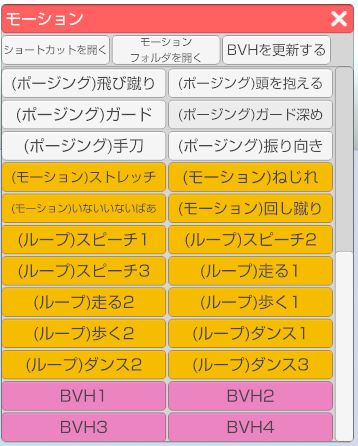 モーション
ショートカットを開く
モーション
フォルダを開く
BVHを更新する
(ポージング)飛び蹴り
(ポージング)頭を抱える
(ポージング)ガード
(ポージング)ガード深め
(ポージング)手刀
(ポージング)振り向き
(モーション)ストレッチ
(モーション)ねじれ
(モーション)いないいないばあ
(モーション)回し蹴り
(ループ)スピーチ1
(ループ)スピーチ2
(ループ)スピーチ3
(ループ)走る1
(ループ)走る2
(ループ)歩く1
(ループ)歩く2
(ループ)ダンス1
(ループ)ダンス2
(ループ)ダンス3
BVH1
BVH2
BVH3
BVH4